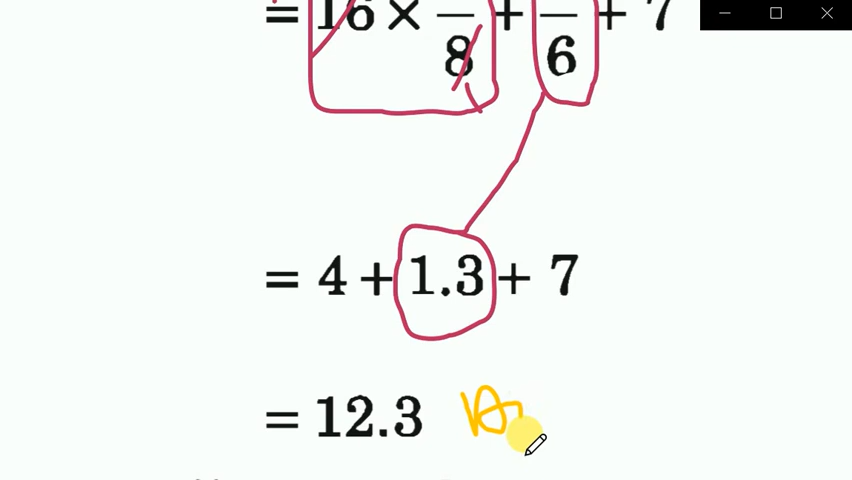 = 16 × — + — + 7
8 6
= 4 + 1.3 + 7
= 12.3